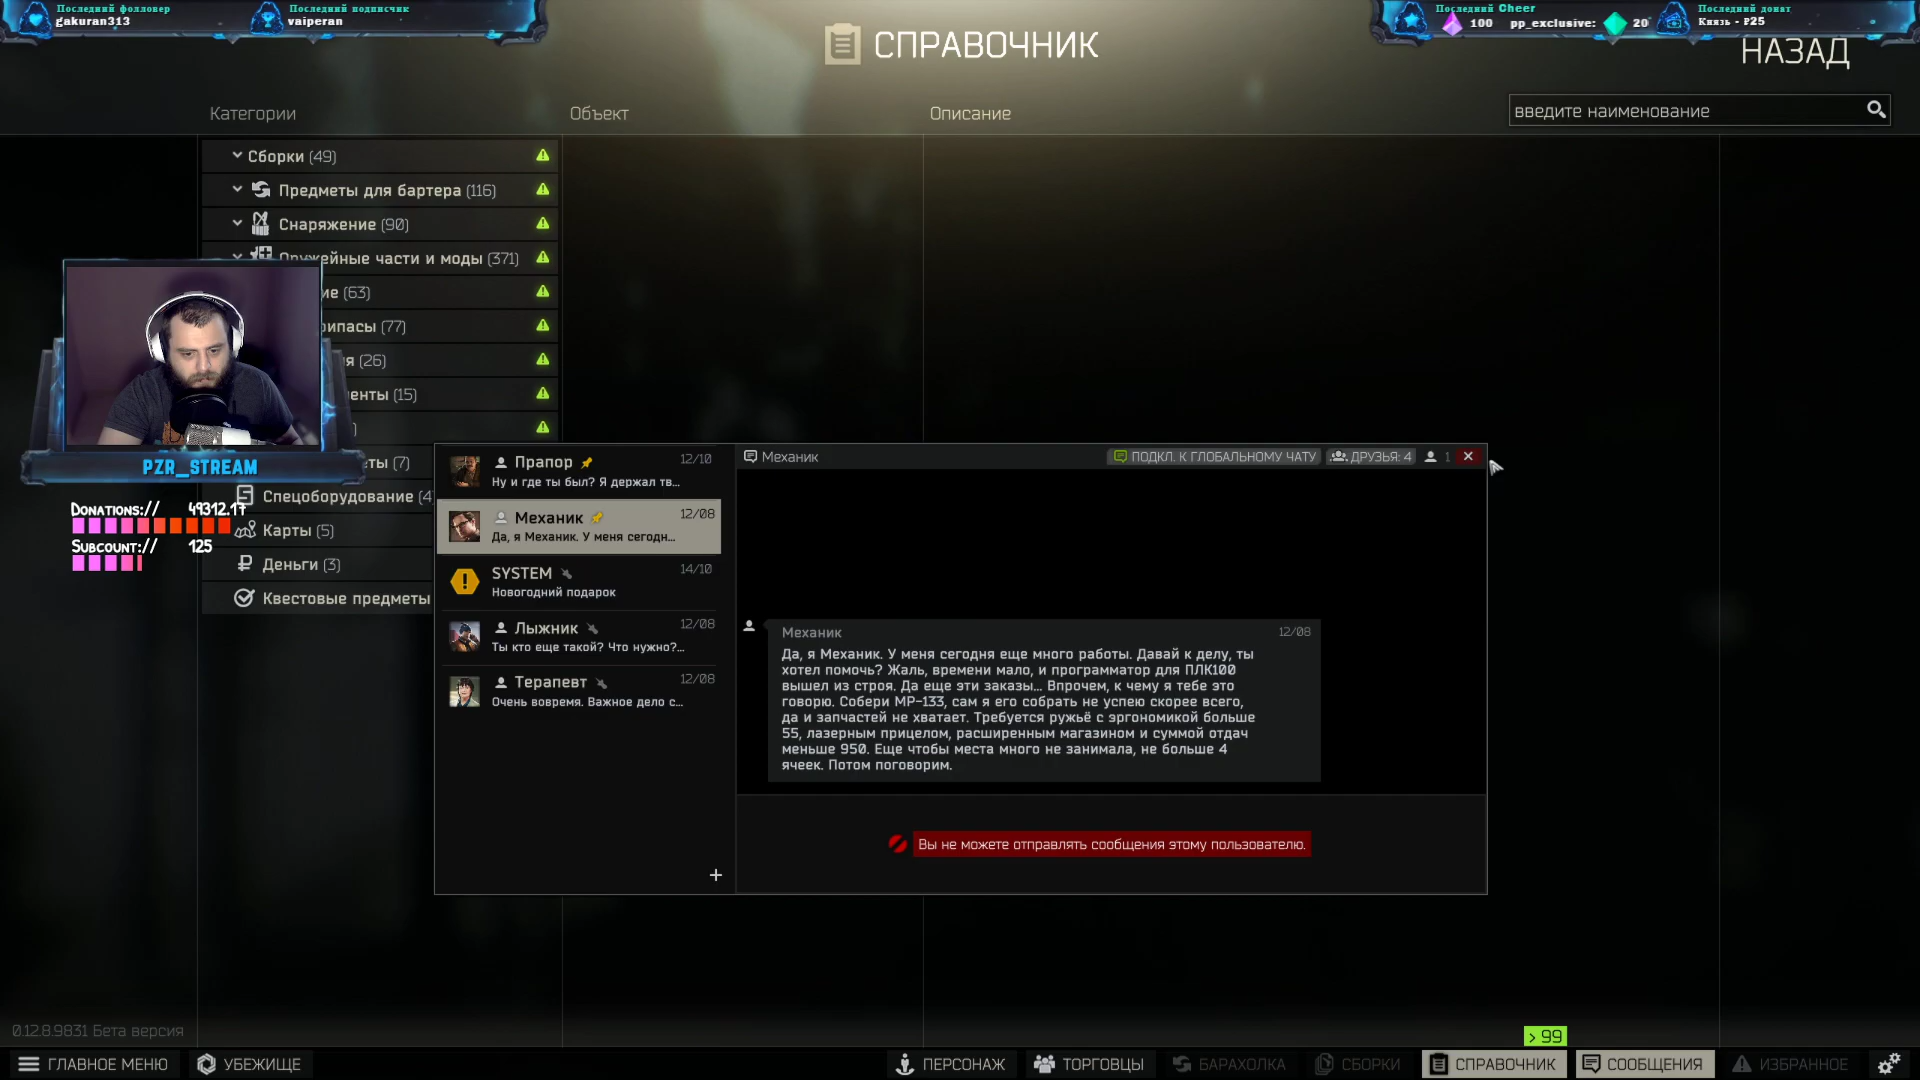 Последний фолловер
gakuran313
Последний подписчик
vaiperan
СПРАВОЧНИК
Последний Cheer
100 pp_exclusive: 20
Последний донат
Князь - ₽25
НАЗАД
Категории
Объект
Описание
введите наименование
Сборки (49)
Предметы для бартера (116)
Снаряжение (90)
Оружейные части и моды (371)
ие (63)
рипасы (77)
я (26)
енты (15)
)
ты (7)
Спецоборудование (4
Карты (5)
Деньги (3)
Квестовые предметы
PZR_STREAM
Donations:// 49312.17
Subcount:// 125
Прапор 12/10
Ну и где ты был? Я держал тв...
Механик 12/08
Да, я Механик. У меня сегодн...
SYSTEM 14/10
Новогодний подарок
Лыжник 12/08
Ты кто еще такой? Что нужно?...
Терапевт 12/08
Очень вовремя. Важное дело с...
+
Механик
ПОДКЛ. К ГЛОБАЛЬНОМУ ЧАТУ
ДРУЗЬЯ: 4
1
Механик 12/08
Да, я Механик. У меня сегодня еще много работы. Давай к делу, ты
хотел помочь? Жаль, времени мало, и программатор для ПЛК100
вышел из строя. Да еще эти заказы... Впрочем, к чему я тебе это
говорю. Собери МР-133, сам я его собрать не успею скорее всего,
да и запчастей не хватает. Требуется ружьё с эргономикой больше
55, лазерным прицелом, расширенным магазином и суммой отдач
меньше 950. Еще чтобы места много не занимала, не больше 4
ячеек. Потом поговорим.
Вы не можете отправлять сообщения этому пользователю.
0.12.8.9831 Бета версия
> 99
ГЛАВНОЕ МЕНЮ
УБЕЖИЩЕ
ПЕРСОНАЖ
ТОРГОВЦЫ
БАРАХОЛКА
СБОРКИ
СПРАВОЧНИК
СООБЩЕНИЯ
ИЗБРАННОЕ